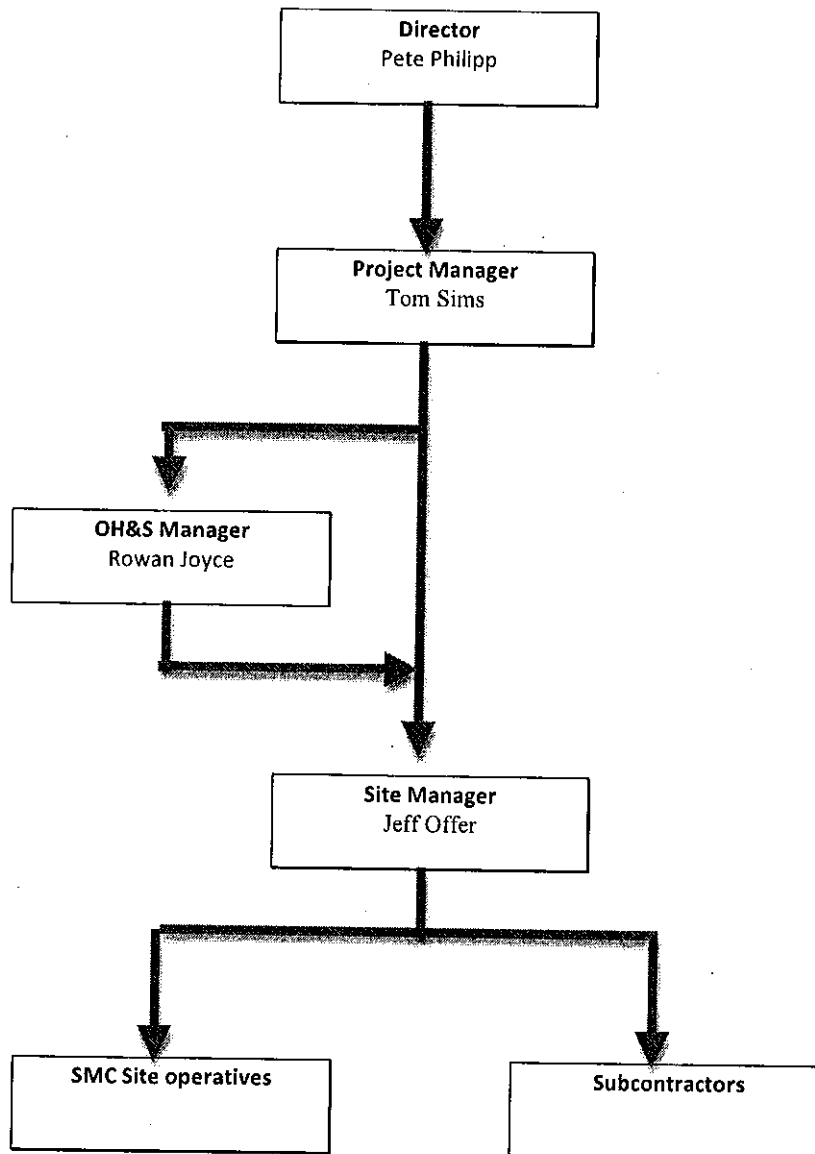 Director
Pete Philipp
Project Manager
Tom Sims
OH&S Manager
Rowan Joyce
Site Manager
Jeff Offer
SMC Site operatives
Subcontractors